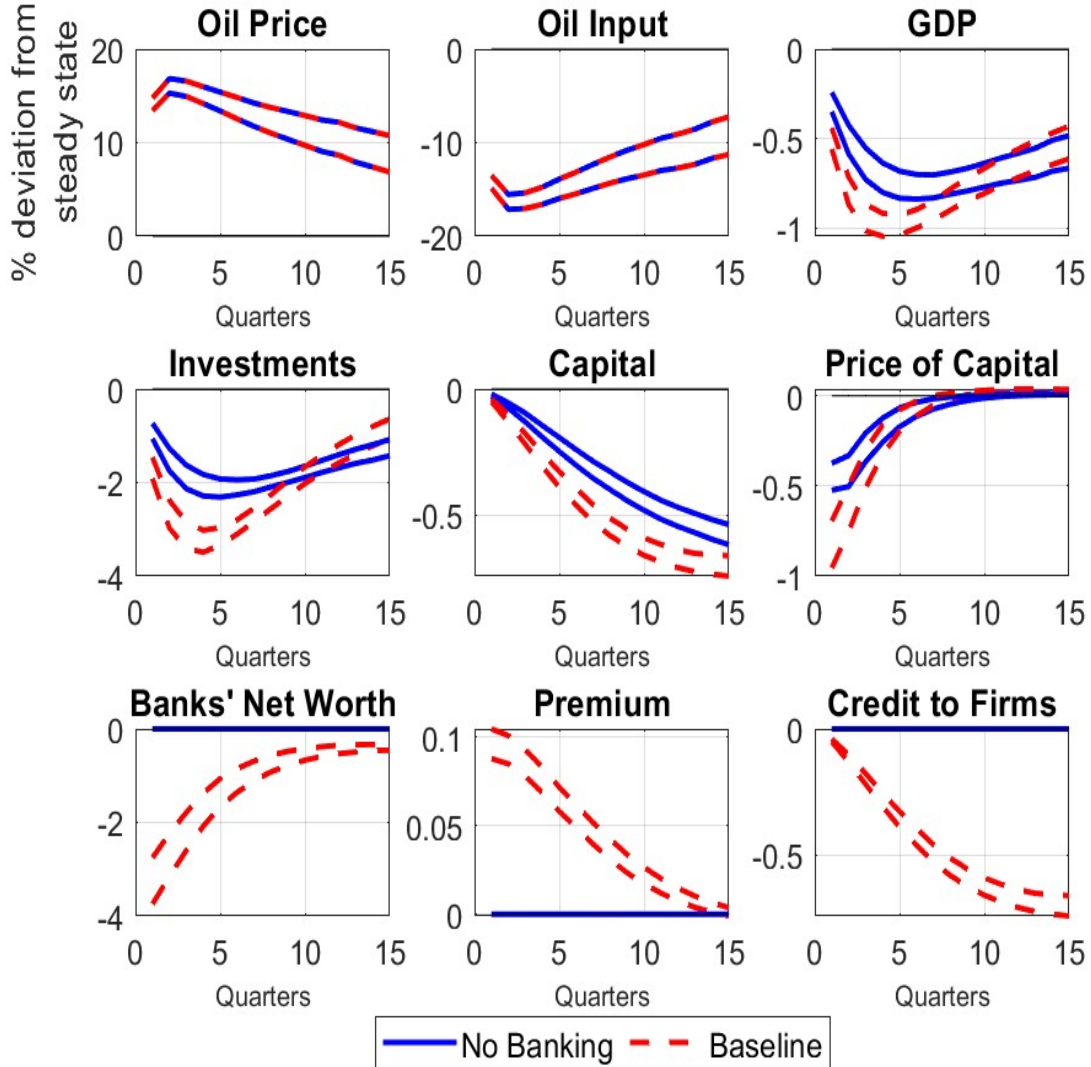 % deviation from
steady state
Oil Price
20
10
0
0 5 10 15
Quarters
Oil Input
0
-10
-20
0 5 10 15
Quarters
GDP
0
-0.5
-1
0 5 10 15
Quarters
Investments
0
-2
-4
0 5 10 15
Quarters
Capital
0
-0.5
0 5 10 15
Quarters
Price of Capital
0
-0.5
-1
0 5 10 15
Quarters
Banks' Net Worth
0
-2
-4
0 5 10 15
Quarters
Premium
0.1
0.05
0
0 5 10 15
Quarters
Credit to Firms
0
-0.5
0 5 10 15
Quarters
No Banking Baseline